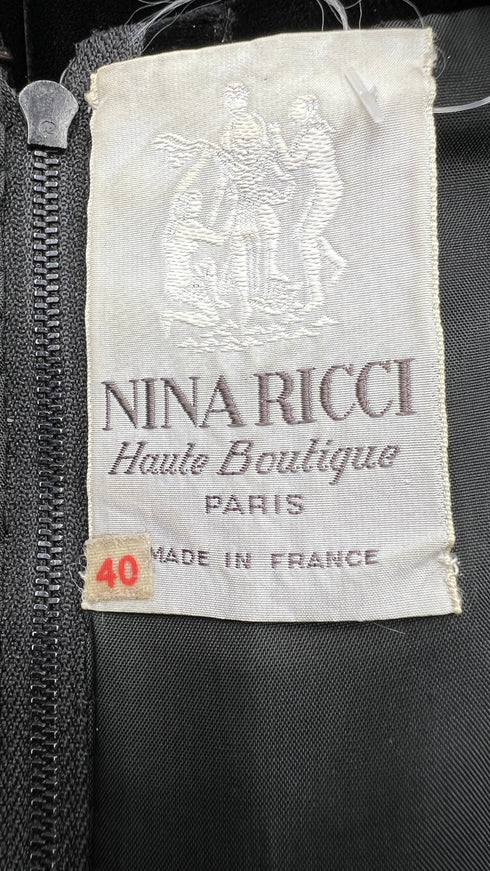 NINA RICCI
Haute Boutique
PARIS
MADE IN FRANCE
40